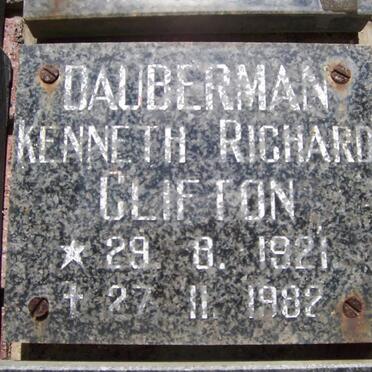 DAUBERMAN
KENNETH RICHARD
CLIFTON
★ 29. 8. 1921
✝ 27 11. 1982